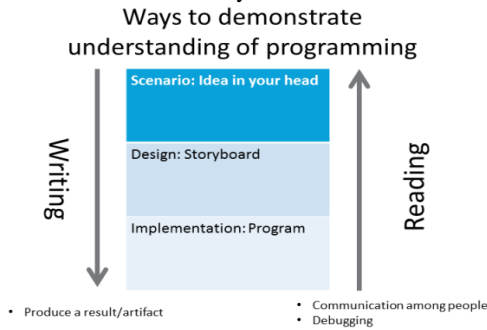 Ways to demonstrate
understanding of programming
Scenario: Idea in your head
Design: Storyboard
Implementation: Program
Writing
Reading
• Produce a result/artifact
• Communication among people
• Debugging